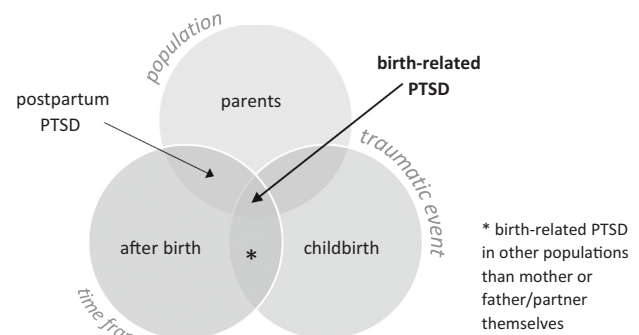 population
parents
birth-related
PTSD
postpartum
PTSD
traumatic event
after birth
*
childbirth
* birth-related PTSD
in other populations
than mother or
father/partner
themselves
time